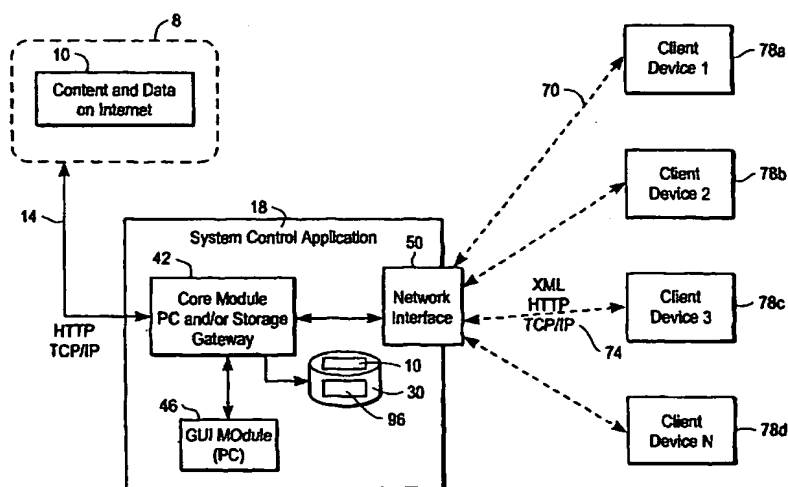 8
10
Content and Data
on Internet
14
HTTP
TCP/IP
18
System Control Application
42
Core Module
PC and/or Storage
Gateway
50
Network
Interface
10
30
96
46
GUI MOdule
(PC)
70
XML
HTTP
TCP/IP
74
Client
Device 1
78a
Client
Device 2
78b
Client
Device 3
78c
Client
Device N
78d